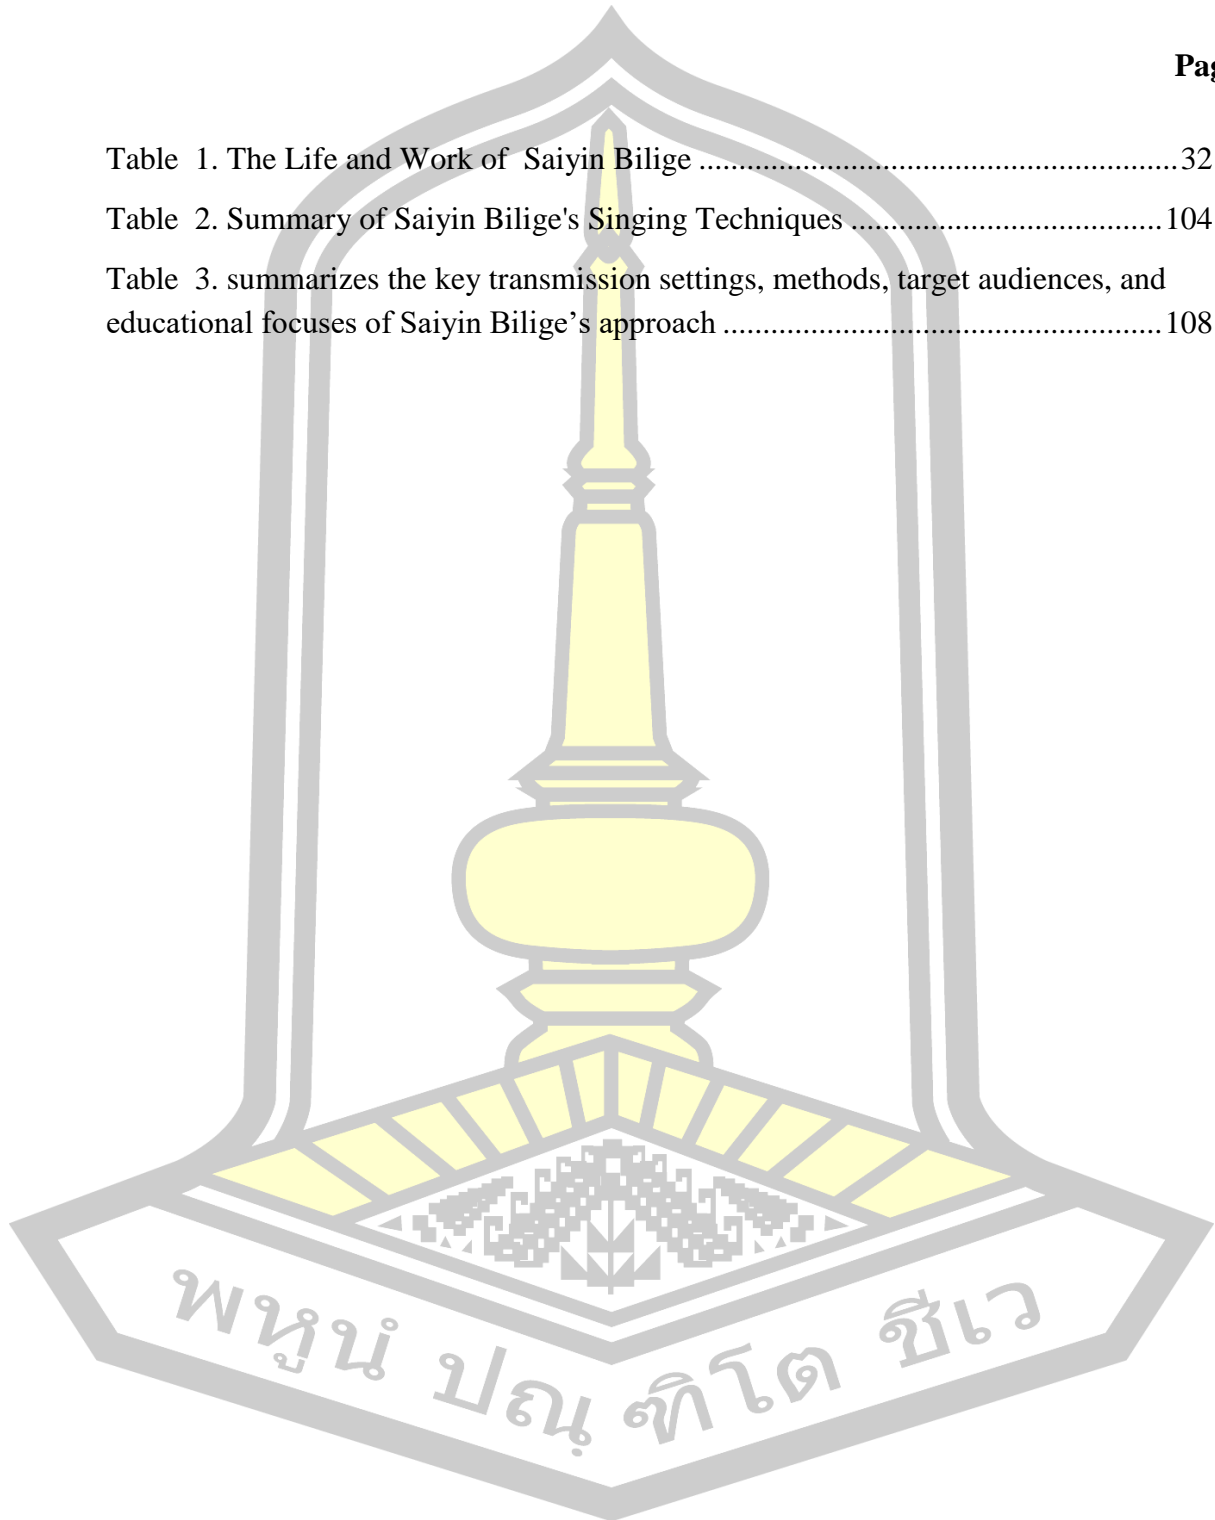 Pag
Table 1. The Life and Work of Saiyin Bilige ........................................................... 32
Table 2. Summary of Saiyin Bilige's Singing Techniques ...................................... 104
Table 3. summarizes the key transmission settings, methods, target audiences, and
educational focuses of Saiyin Bilige’s approach ...................................................... 108
พหูนํ ปณฺฑิโต ชีเว